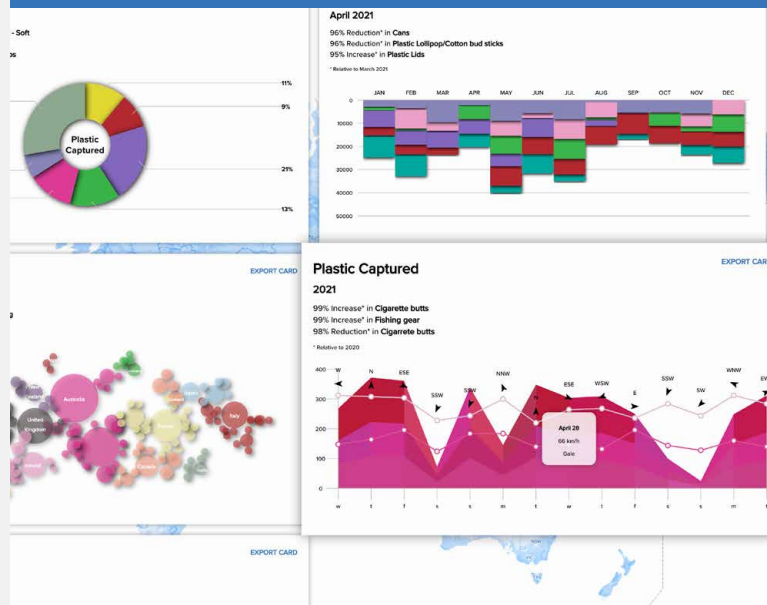 - Soft
11%
9%
Plastic
Captured
21%
13%
April 2021
96% Reduction* in Cans
96% Reduction* in Plastic Lollipop/Cotton bud sticks
95% Increase* in Plastic Lids
* Relative to March 2021
JAN FEB MAR APR MAY JUN JUL AUG SEP OCT NOV DEC
0
10000
20000
30000
40000
50000
EXPORT CARD
Australia
United
Kingdom
Italy
Canada
EXPORT CAR
Plastic Captured
2021
99% Increase* in Cigarette butts
99% Increase* in Fishing gear
98% Reduction* in Cigarrete butts
* Relative to 2020
400
300
200
100
0
W N ESE SSW SSW NNW N ESE WSW E SSW SW WNW
April 28
66 km/h
Gale
w t f s s m t w t f s s m t
EXPORT CARD